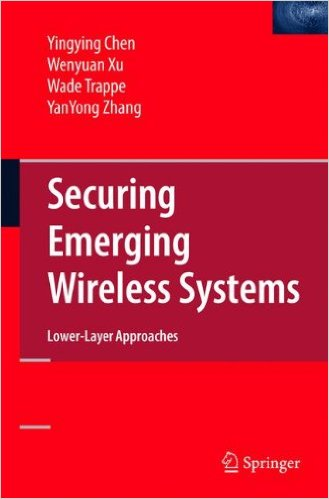 Yingying Chen
Wenyuan Xu
Wade Trappe
YanYong Zhang
Securing
Emerging
Wireless Systems
Lower-Layer Approaches
Springer